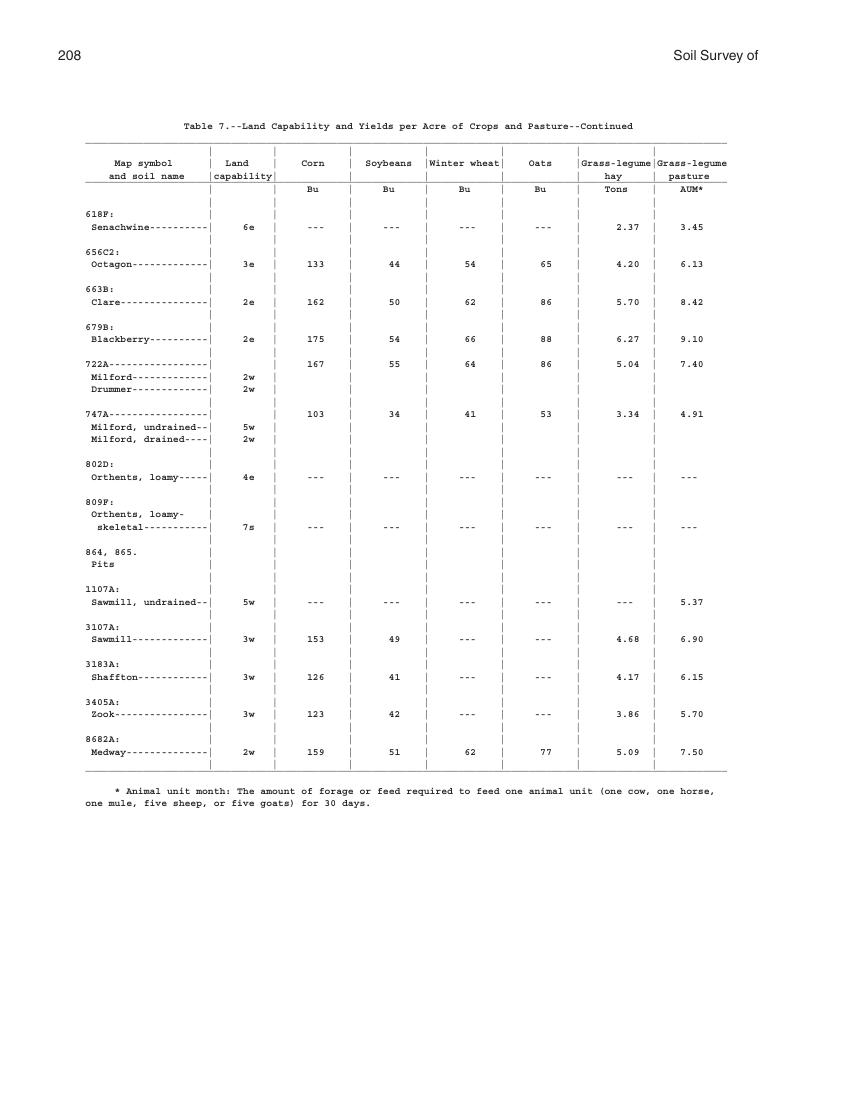 208
Soil Survey of
Table 7.--Land Capability and Yields per Acre of Crops and Pasture--Continued
Map symbol | Land | Corn | Soybeans |Winter wheat| Oats |Grass-legume|Grass-legume
and soil name |capability| | | | | hay | pasture
| | Bu | Bu | Bu | Bu | Tons | AUM*
618F:
Senachwine----------| 6e | --- | --- | --- | --- | 2.37 | 3.45
656C2:
Octagon-------------| 3e | 133 | 44 | 54 | 65 | 4.20 | 6.13
663B:
Clare---------------| 2e | 162 | 50 | 62 | 86 | 5.70 | 8.42
679B:
Blackberry----------| 2e | 175 | 54 | 66 | 88 | 6.27 | 9.10
722A-----------------| | 167 | 55 | 64 | 86 | 5.04 | 7.40
Milford-------------| 2w
Drummer-------------| 2w
747A-----------------| | 103 | 34 | 41 | 53 | 3.34 | 4.91
Milford, undrained--| 5w
Milford, drained----| 2w
802D:
Orthents, loamy-----| 4e | --- | --- | --- | --- | --- | ---
809F:
Orthents, loamy-
skeletal-----------| 7s | --- | --- | --- | --- | --- | ---
864, 865.
Pits
1107A:
Sawmill, undrained--| 5w | --- | --- | --- | --- | --- | 5.37
3107A:
Sawmill-------------| 3w | 153 | 49 | --- | --- | 4.68 | 6.90
3183A:
Shaffton------------| 3w | 126 | 41 | --- | --- | 4.17 | 6.15
3405A:
Zook----------------| 3w | 123 | 42 | --- | --- | 3.86 | 5.70
8682A:
Medway--------------| 2w | 159 | 51 | 62 | 77 | 5.09 | 7.50
* Animal unit month: The amount of forage or feed required to feed one animal unit (one cow, one horse,
one mule, five sheep, or five goats) for 30 days.